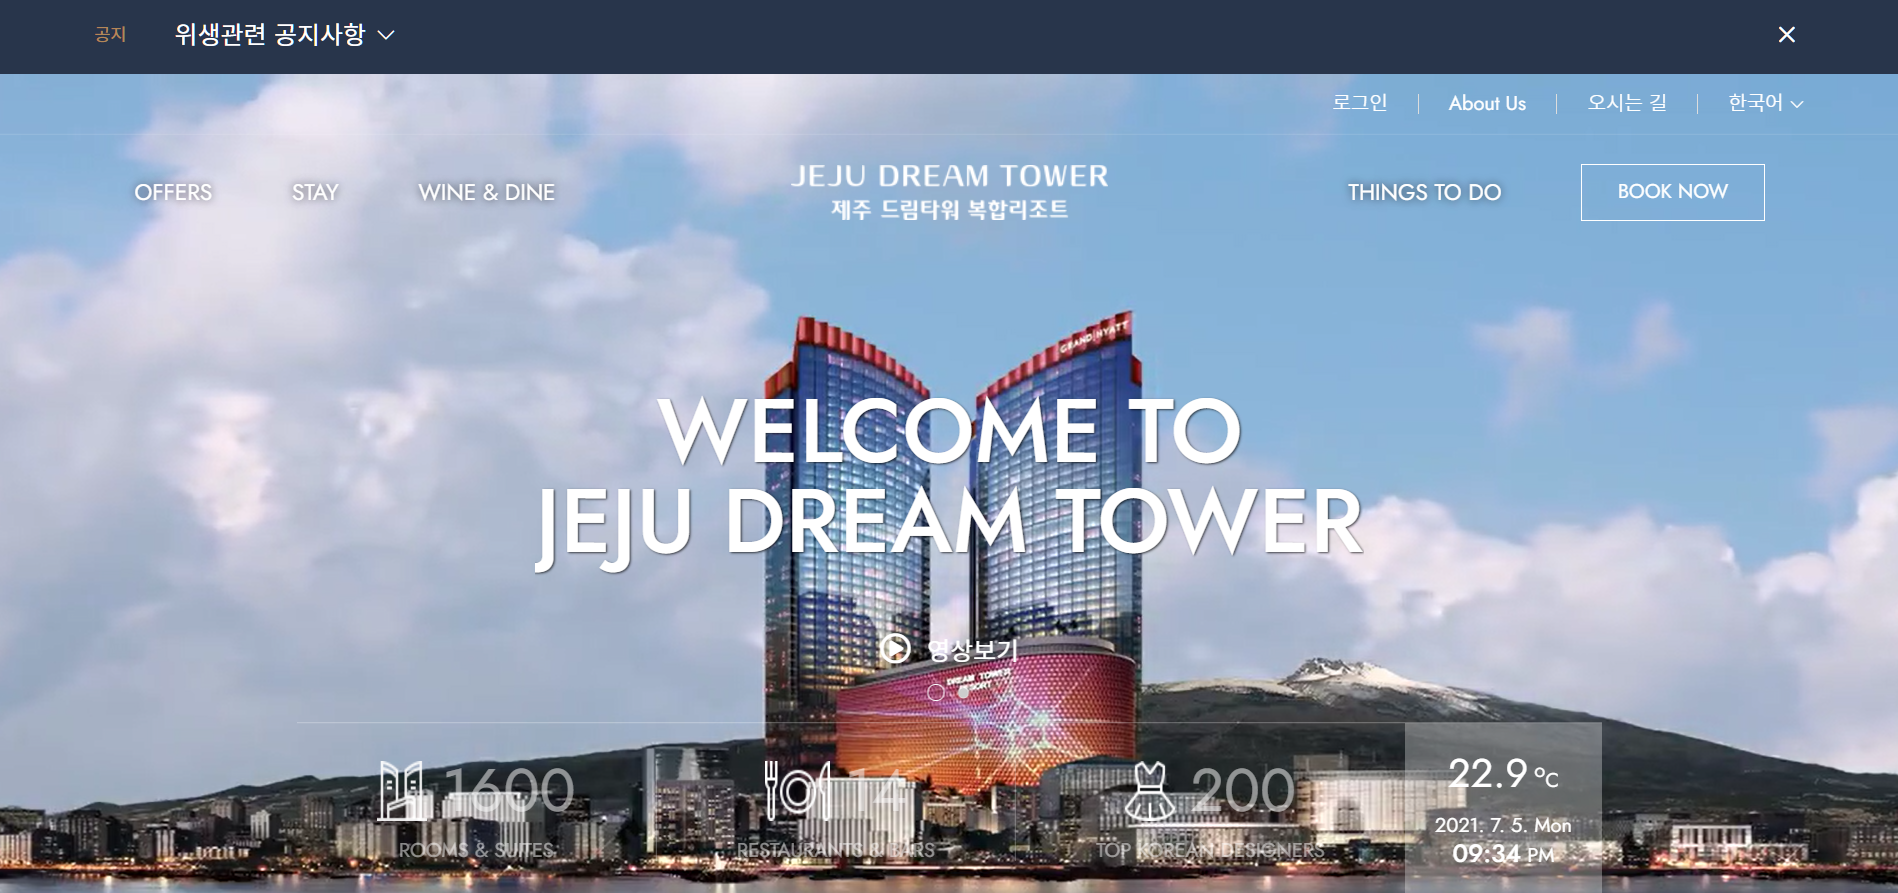 공지 위생관련 공지사항
로그인 About Us 오시는 길 한국어
OFFERS STAY WINE & DINE
JEJU DREAM TOWER
제주 드림타워 복합리조트
THINGS TO DO BOOK NOW
GRAND HYATT
WELCOME TO
JEJU DREAM TOWER
영상보기
DREAM TOWER
RESORT
1600 14 200
ROOMS & SUITES RESTAURANTS & BARS TOP KOREAN DESIGNERS
22.9 ℃
2021. 7. 5. Mon
09:34 PM